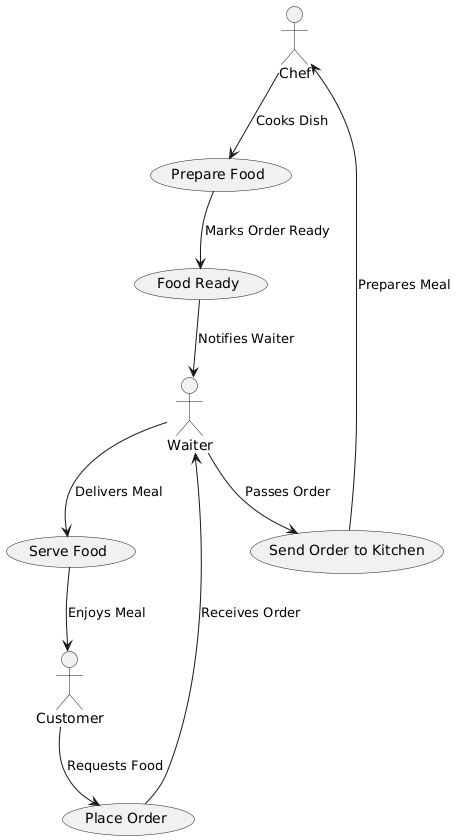 Chef
Cooks Dish
Prepare Food
Marks Order Ready
Food Ready
Prepares Meal
Notifies Waiter
Waiter
Delivers Meal
Passes Order
Serve Food
Send Order to Kitchen
Enjoys Meal
Receives Order
Customer
Requests Food
Place Order